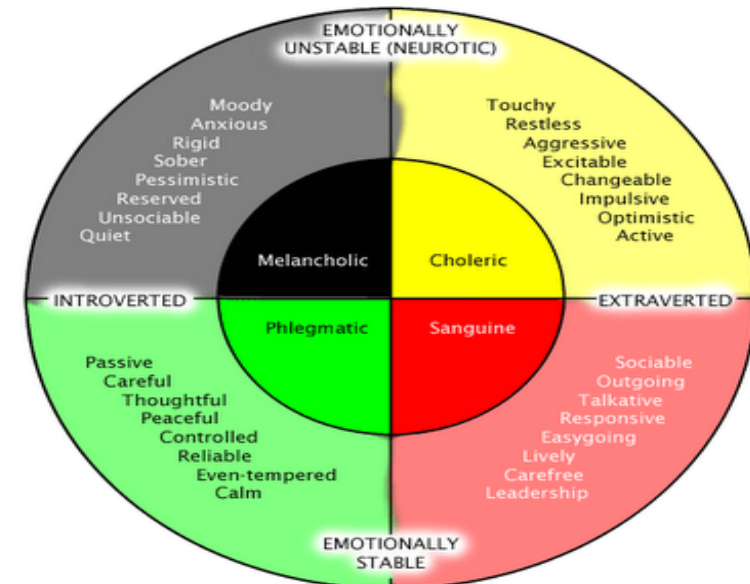 EMOTIONALLY
UNSTABLE (NEUROTIC)
Moody
Anxious
Rigid
Sober
Pessimistic
Reserved
Unsociable
Quiet
Touchy
Restless
Aggressive
Excitable
Changeable
Impulsive
Optimistic
Active
Melancholic
Choleric
INTROVERTED
EXTRAVERTED
Phlegmatic
Sanguine
Passive
Careful
Thoughtful
Peaceful
Controlled
Reliable
Even-tempered
Calm
Sociable
Outgoing
Talkative
Responsive
Easygoing
Lively
Carefree
Leadership
EMOTIONALLY
STABLE